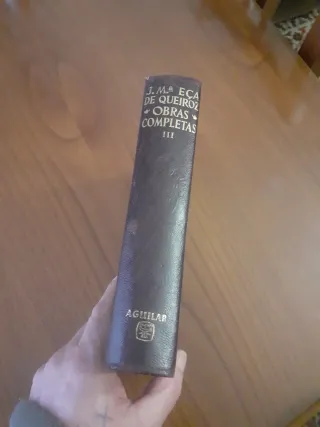 J. M.ª EÇA
DE QUEIROZ
OBRAS
COMPLETAS
III
AGUILAR